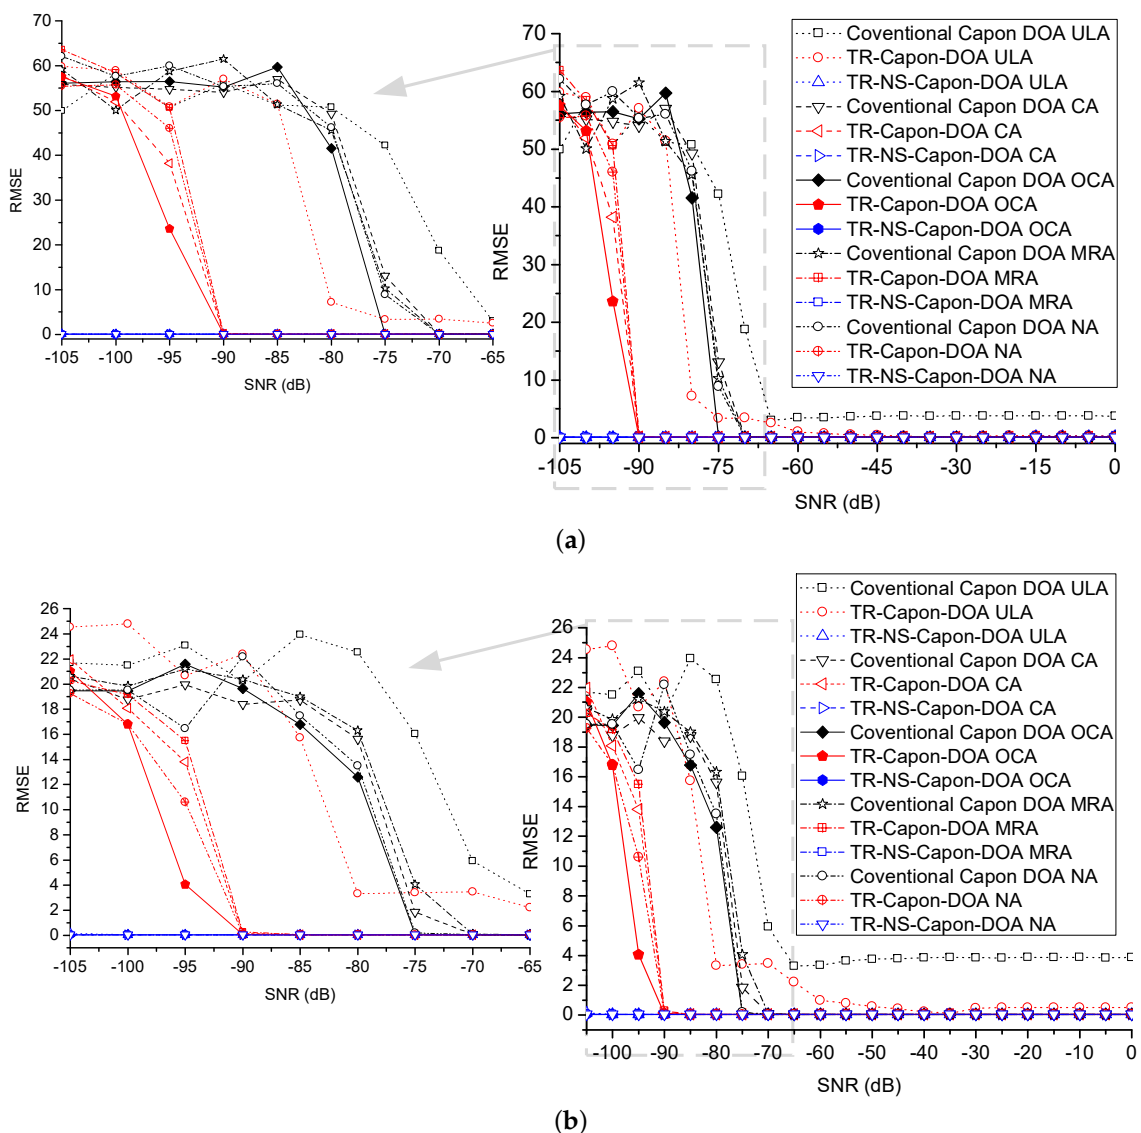 70
60
50
40
30
20
10
0
RMSE
-105 -100 -95 -90 -85 -80 -75 -70 -65
SNR (dB)
70
60
50
40
30
20
10
0
RMSE
-105 -90 -75 -60 -45 -30 -15 0
SNR (dB)
Coventional Capon DOA ULA
TR-Capon-DOA ULA
TR-NS-Capon-DOA ULA
Coventional Capon DOA CA
TR-Capon-DOA CA
TR-NS-Capon-DOA CA
Coventional Capon DOA OCA
TR-Capon-DOA OCA
TR-NS-Capon-DOA OCA
Coventional Capon DOA MRA
TR-Capon-DOA MRA
TR-NS-Capon-DOA MRA
Coventional Capon DOA NA
TR-Capon-DOA NA
TR-NS-Capon-DOA NA
(a)
26
24
22
20
18
16
14
12
10
8
6
4
2
0
RMSE
-105 -100 -95 -90 -85 -80 -75 -70 -65
SNR (dB)
26
24
22
20
18
16
14
12
10
8
6
4
2
0
RMSE
-100 -90 -80 -70 -60 -50 -40 -30 -20 -10 0
SNR (dB)
Coventional Capon DOA ULA
TR-Capon-DOA ULA
TR-NS-Capon-DOA ULA
Coventional Capon DOA CA
TR-Capon-DOA CA
TR-NS-Capon-DOA CA
Coventional Capon DOA OCA
TR-Capon-DOA OCA
TR-NS-Capon-DOA OCA
Coventional Capon DOA MRA
TR-Capon-DOA MRA
TR-NS-Capon-DOA MRA
Coventional Capon DOA NA
TR-Capon-DOA NA
TR-NS-Capon-DOA NA
(b)